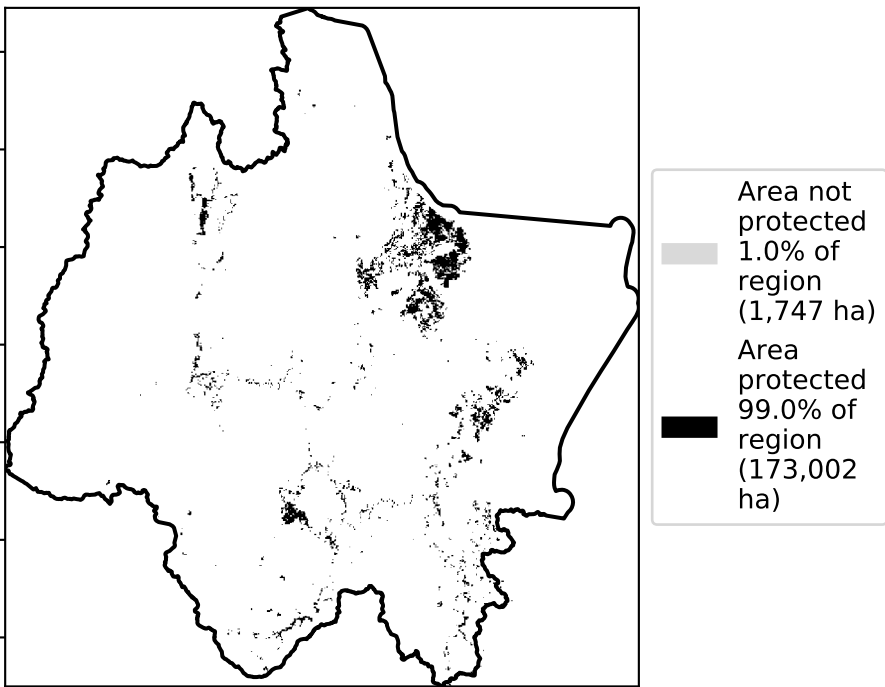 Area not
protected
1.0% of
region
(1,747 ha)
Area
protected
99.0% of
region
(173,002
ha)